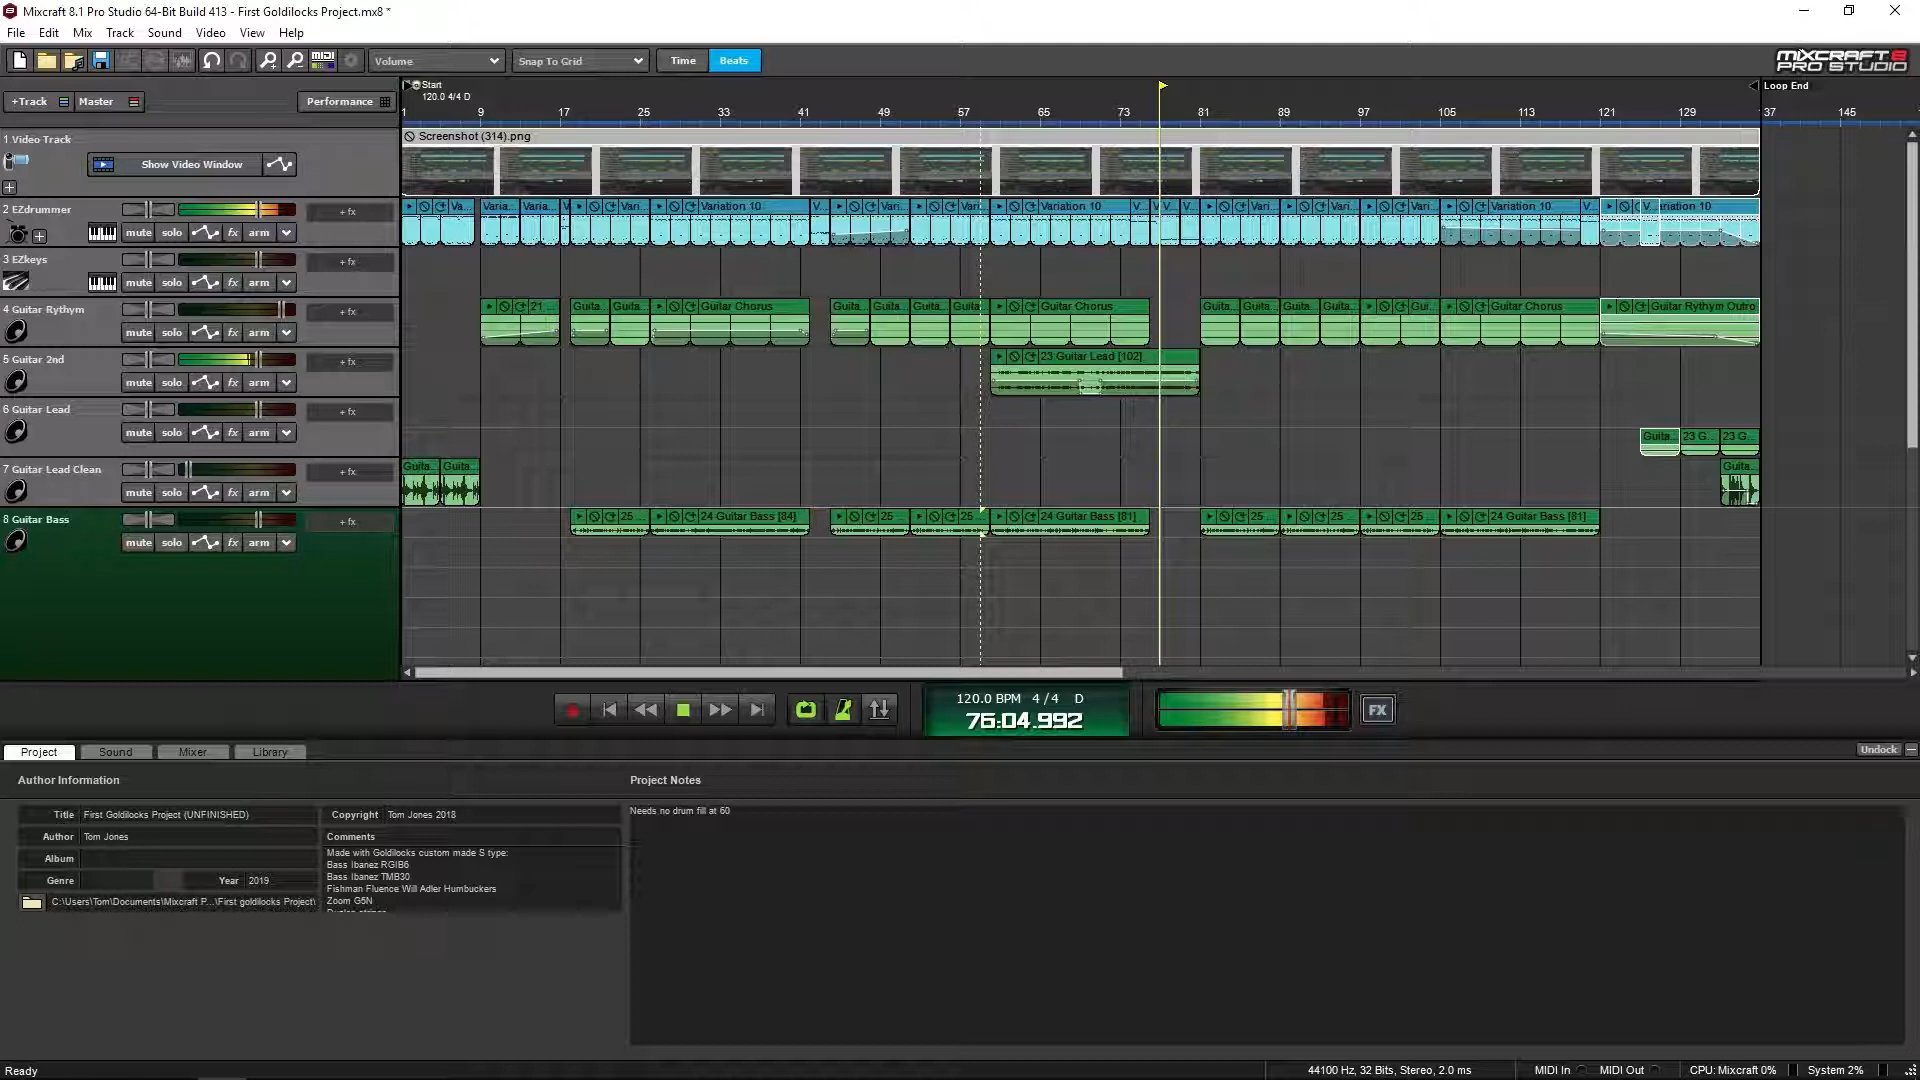 Mixcraft 8.1 Pro Studio 64-Bit Build 413 - First Goldilocks Project.mx8 *
File Edit Mix Track Sound Video View Help
Volume Snap To Grid Time Beats
MIXCRAFT 8
PRO STUDIO
+Track Master Performance
Start
120.0 4/4 D
Loop End
1 9 17 25 33 41 49 57 65 73 81 89 97 105 113 121 129 37 145
1 Video Track
Show Video Window
Screenshot (314).png
2 EZdrummer +fx
mute solo fx arm
Va... Varia... Varia... V Vari... Variation 10 V... Vari... Vari... Variation 10 V... V V... V... Vari... Vari... Vari... Variation 10 V... V... ariation 10
3 EZkeys +fx
mute solo fx arm
4 Guitar Rythym +fx
mute solo fx arm
21 ... Guita... Guita... Guitar Chorus Guita... Guita... Guita... Guita Guitar Chorus Guita... Guita... Guita... Guita... Gui... Guitar Chorus Guitar Rythym Outro
5 Guitar 2nd +fx
mute solo fx arm
23 Guitar Lead [102]
6 Guitar Lead +fx
mute solo fx arm
Guita... 23 G... 23 G...
7 Guitar Lead Clean +fx
mute solo fx arm
Guita... Guita... Guita...
8 Guitar Bass +fx
mute solo fx arm
25 ... 24 Guitar Bass [84] 25 ... 25 ... 24 Guitar Bass [81] 25 ... 25 ... 25 ... 24 Guitar Bass [81]
120.0 BPM 4/4 D
76:04.992
FX
Project Sound Mixer Library Undock
Author Information
Title First Goldilocks Project (UNFINISHED)
Author Tom Jones
Album
Genre Year 2019
C:\Users\Tom\Documents\Mixcraft P...\First goldilocks Project\
Copyright Tom Jones 2018
Comments
Made with Goldilocks custom made S type:
Bass Ibanez RGIB6
Bass Ibanez TMB30
Fishman Fluence Will Adler Humbuckers
Zoom G5N
Project Notes
Needs no drum fill at 60
Ready 44100 Hz, 32 Bits, Stereo, 2.0 ms MIDI In MIDI Out CPU: Mixcraft 0% System 2%